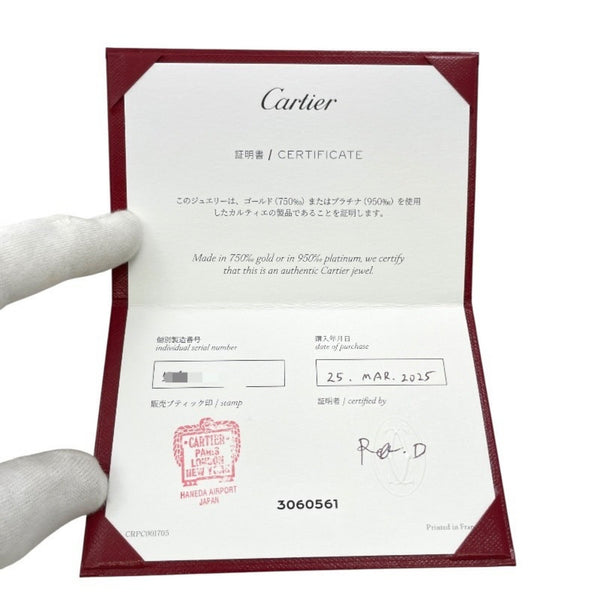 Cartier
証明書 / CERTIFICATE
このジュエリーは、ゴールド (750‰) またはプラチナ (950‰) を使用
したカルティエの製品であることを証明します。
Made in 750‰ gold or in 950‰ platinum, we certify
that this is an authentic Cartier jewel.
個別製造番号
individual serial number
購入年月日
date of purchase
25. MAR. 2025
販売ブティック印 / stamp
証明者 / certified by
CARTIER
PARIS
LONDON
NEW YORK
HANEDA AIRPORT
JAPAN
3060561
CRPC001705
Printed in